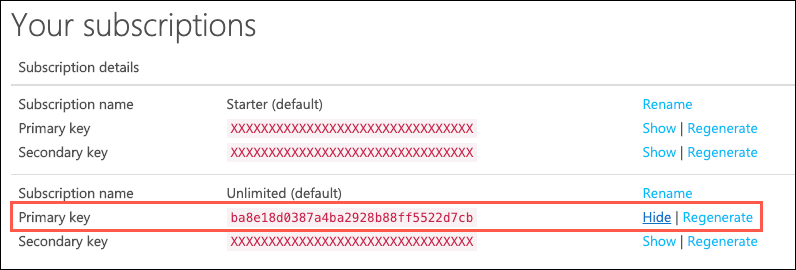 Your subscriptions
Subscription details
Subscription name Starter (default) Rename
Primary key XXXXXXXXXXXXXXXXXXXXXXXXXXXXXXXX Show | Regenerate
Secondary key XXXXXXXXXXXXXXXXXXXXXXXXXXXXXXXX Show | Regenerate
Subscription name Unlimited (default) Rename
Primary key ba8e18d0387a4ba2928b88ff5522d7cb Hide | Regenerate
Secondary key XXXXXXXXXXXXXXXXXXXXXXXXXXXXXXXX Show | Regenerate